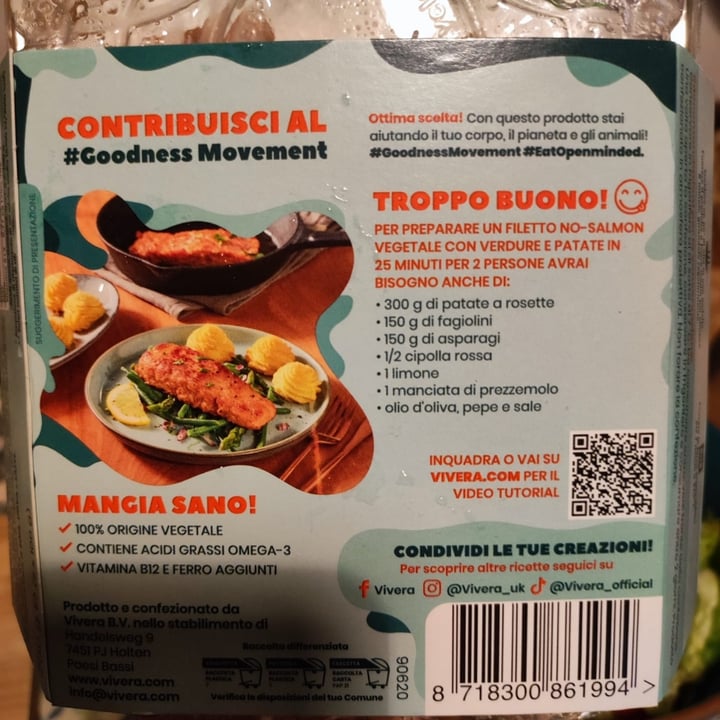 CONTRIBUISCI AL
#Goodness Movement
Ottima scelta! Con questo prodotto stai
aiutando il tuo corpo, il pianeta e gli animali!
#GoodnessMovement #EatOpenminded.
SUGGERIMENTO DI PRESENTAZIONE
TROPPO BUONO!
PER PREPARARE UN FILETTO NO-SALMON
VEGETALE CON VERDURE E PATATE IN
25 MINUTI PER 2 PERSONE AVRAI
BISOGNO ANCHE DI:
• 300 g di patate a rosette
• 150 g di fagiolini
• 150 g di asparagi
• 1/2 cipolla rossa
• 1 limone
• 1 manciata di prezzemolo
• olio d'oliva, pepe e sale
INQUADRA O VAI SU
VIVERA.COM PER IL
VIDEO TUTORIAL
MANGIA SANO!
100% ORIGINE VEGETALE
CONTIENE ACIDI GRASSI OMEGA-3
VITAMINA B12 E FERRO AGGIUNTI
CONDIVIDI LE TUE CREAZIONI!
Per scoprire altre ricette seguici su
Vivera @Vivera_uk @Vivera_official
Prodotto e confezionato da
Vivera B.V. nello stabilimento di
Handelsweg 9
7451 PJ Holten
Paesi Bassi
www.vivera.com
info@vivera.com
Raccolta differenziata
RACCOLTA PLASTICA
RACCOLTA PLASTICA
RACCOLTA CARTA
Verifica le disposizioni del tuo Comune
90620
8 718300 861994 >